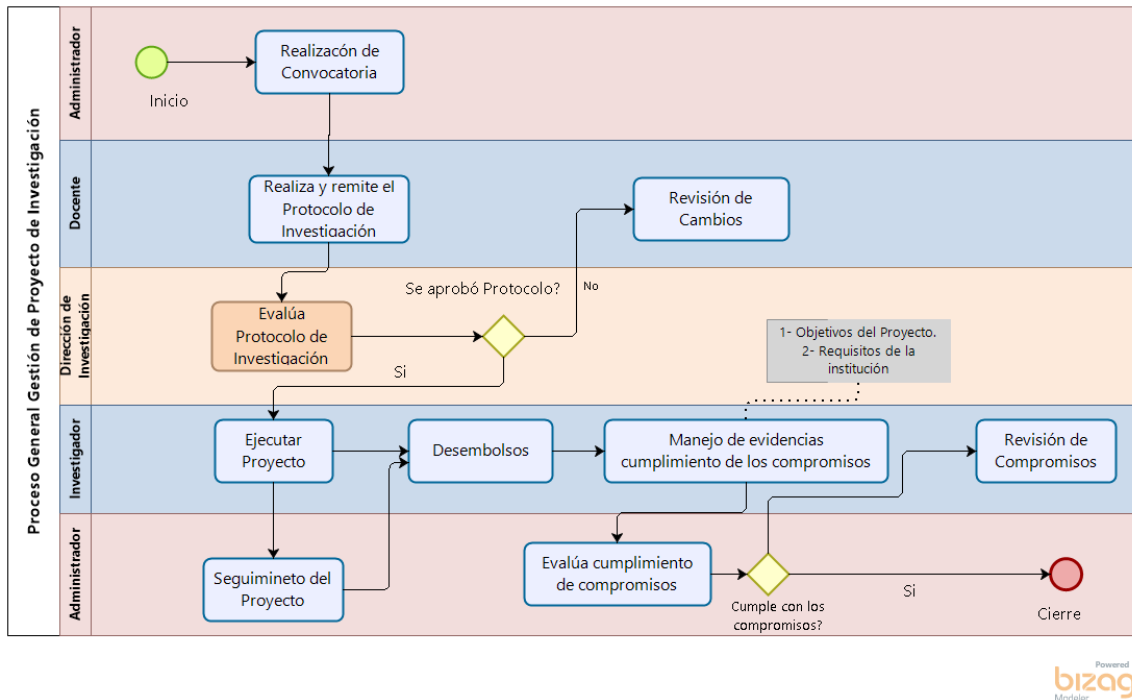 Proceso General Gestión de Proyecto de Investigación
Administrador
Inicio
Realizacón de
Convocatoria
Docente
Realiza y remite el
Protocolo de
Investigación
Revisión de
Cambios
Dirección de
Investigación
Evalúa
Protocolo de
Investigación
Se aprobó Protocolo?
No
Si
1- Objetivos del Proyecto.
2- Requisitos de la
institución
Investigador
Ejecutar
Proyecto
Desembolsos
Manejo de evidencias
cumplimiento de los compromisos
Revisión de
Compromisos
Administrador
Seguimineto del
Proyecto
Evalúa cumplimiento
de compromisos
Cumple con los
compromisos?
Si
Cierre
Powered
bizag
Modeler